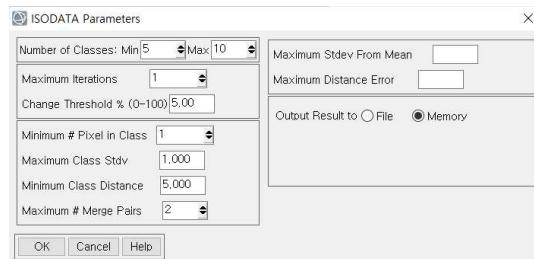 ISODATA Parameters
Number of Classes: Min 5 Max 10
Maximum Iterations 1
Change Threshold % (0-100) 5,00
Minimum # Pixel in Class 1
Maximum Class Stdv 1,000
Minimum Class Distance 5,000
Maximum # Merge Pairs 2
Maximum Stdev From Mean
Maximum Distance Error
Output Result to File Memory
OK Cancel Help